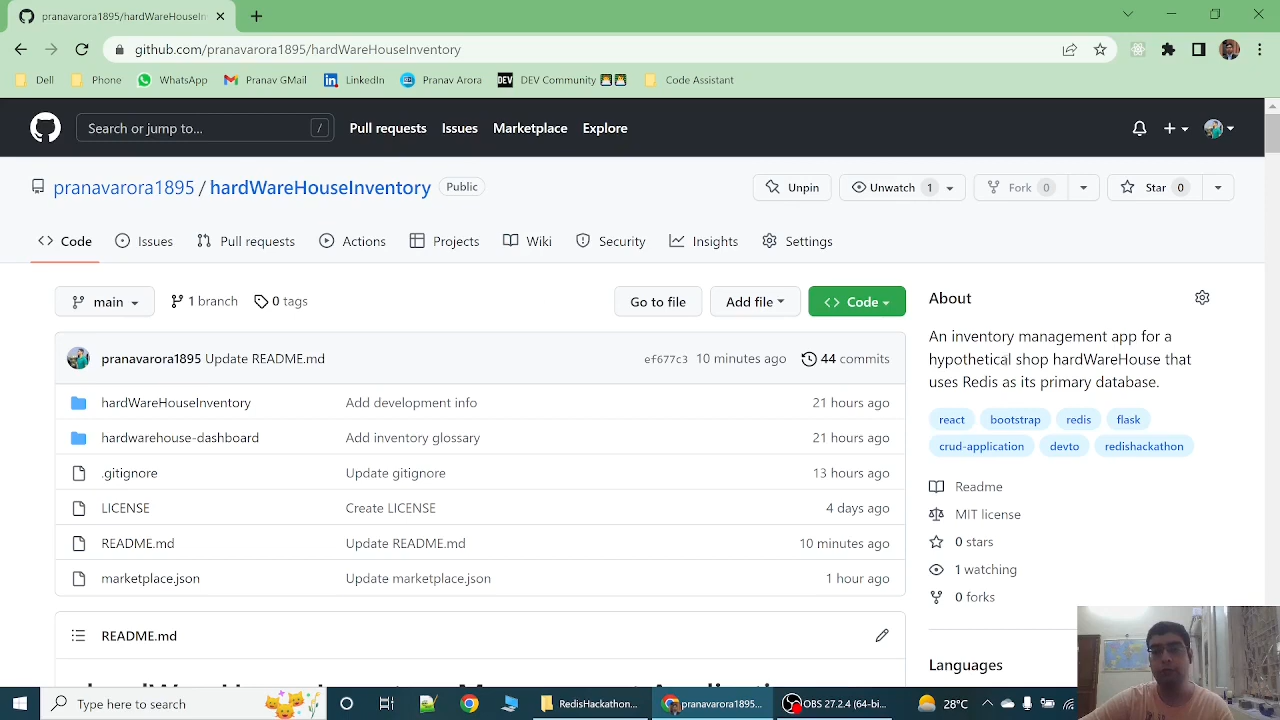 pranavarora1895/hardWareHouseIn
github.com/pranavarora1895/hardWareHouseInventory
Dell
Phone
WhatsApp
Pranav GMail
LinkedIn
Pranav Arora
DEV
DEV Community
Code Assistant
Search or jump to...
/
Pull requests
Issues
Marketplace
Explore
pranavarora1895 / hardWareHouseInventory
Public
Unpin
Unwatch 1
Fork 0
Star 0
Code
Issues
Pull requests
Actions
Projects
Wiki
Security
Insights
Settings
main
1 branch
0 tags
Go to file
Add file
Code
pranavarora1895 Update README.md
ef677c3 10 minutes ago
44 commits
hardWareHouseInventory
Add development info
21 hours ago
hardwarehouse-dashboard
Add inventory glossary
21 hours ago
.gitignore
Update gitignore
13 hours ago
LICENSE
Create LICENSE
4 days ago
README.md
Update README.md
10 minutes ago
marketplace.json
Update marketplace.json
1 hour ago
README.md
About
An inventory management app for a
hypothetical shop hardWareHouse that
uses Redis as its primary database.
react
bootstrap
redis
flask
crud-application
devto
redishackathon
Readme
MIT license
0 stars
1 watching
0 forks
Languages
Type here to search
RedisHackathon...
pranavarora1895...
OBS 27.2.4 (64-bi...
28°C